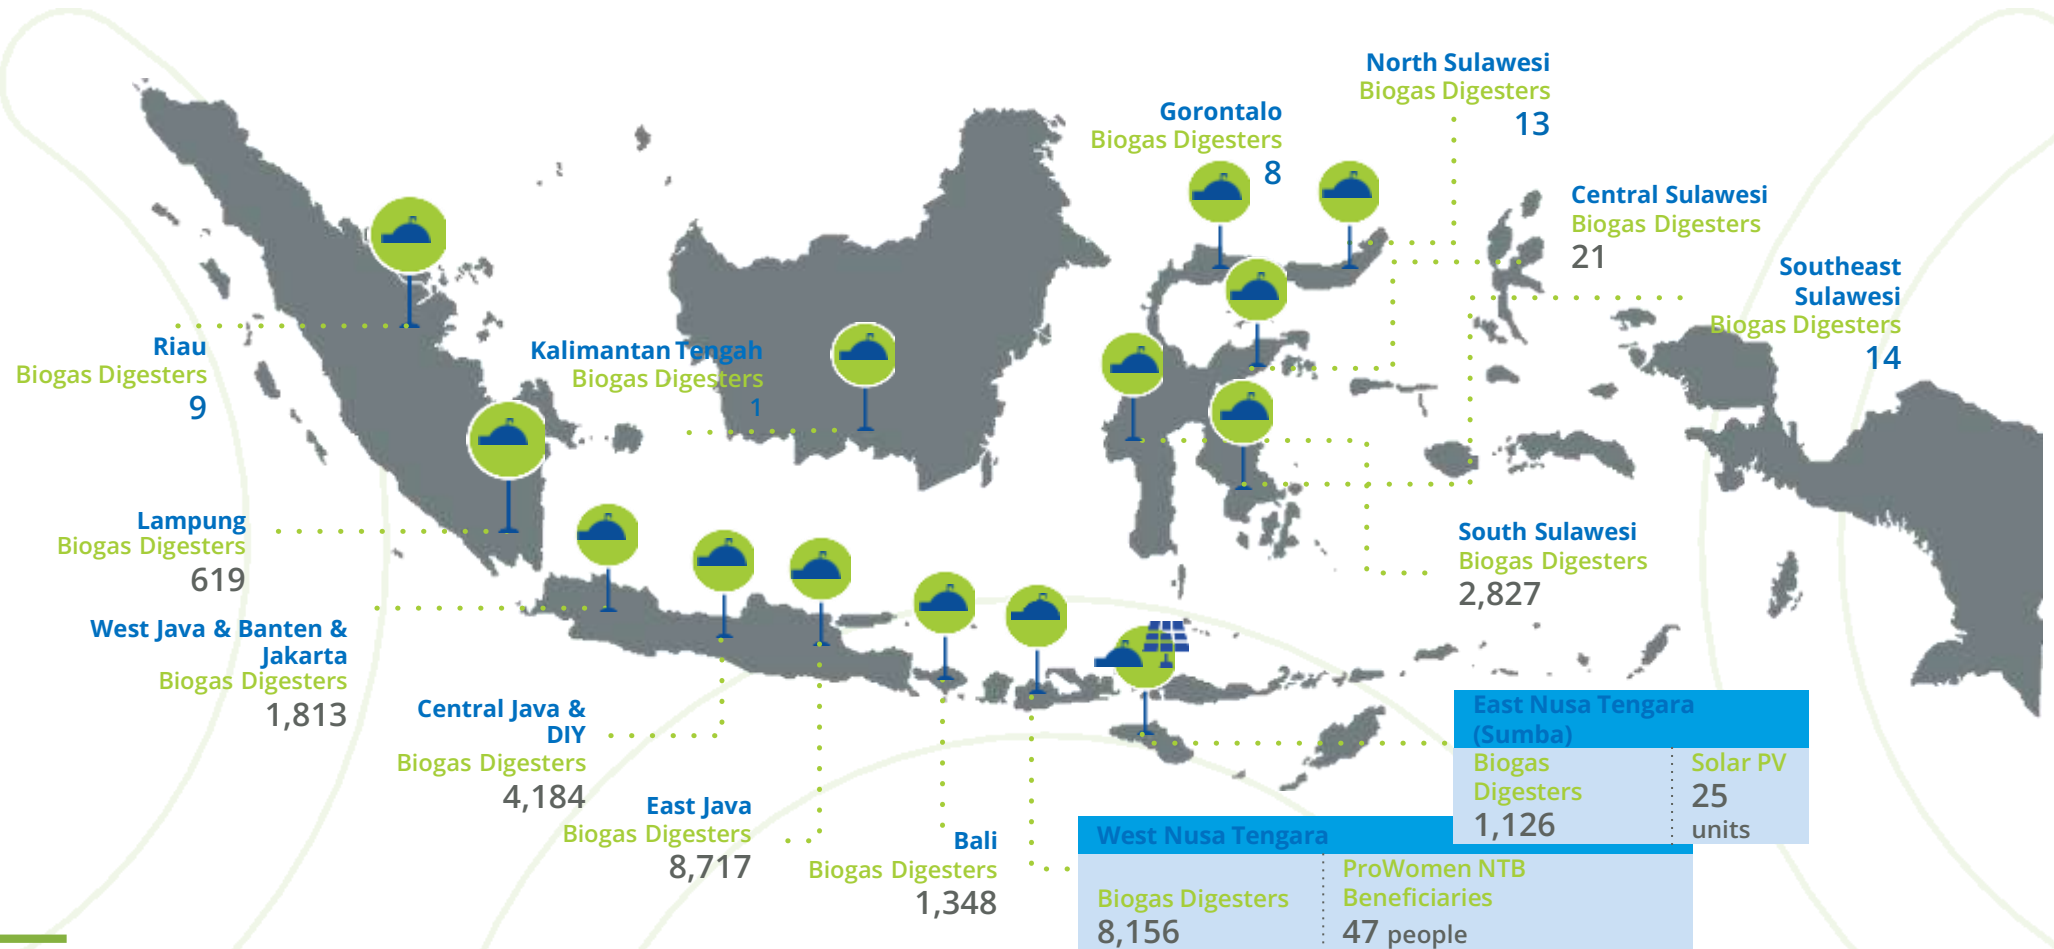 North Sulawesi
Biogas Digesters
13
Gorontalo
Biogas Digesters
8
Central Sulawesi
Biogas Digesters
21
Southeast
Sulawesi
Biogas Digesters
14
Riau
Biogas Digesters
9
Kalimantan Tengah
Biogas Digesters
1
Lampung
Biogas Digesters
619
South Sulawesi
Biogas Digesters
2,827
West Java & Banten &
Jakarta
Biogas Digesters
1,813
Central Java &
DIY
Biogas Digesters
4,184
East Java
Biogas Digesters
8,717
Bali
Biogas Digesters
1,348
East Nusa Tengara
(Sumba)
Biogas
Digesters
1,126
Solar PV
25
units
West Nusa Tengara
Biogas Digesters
8,156
ProWomen NTB
Beneficiaries
47 people